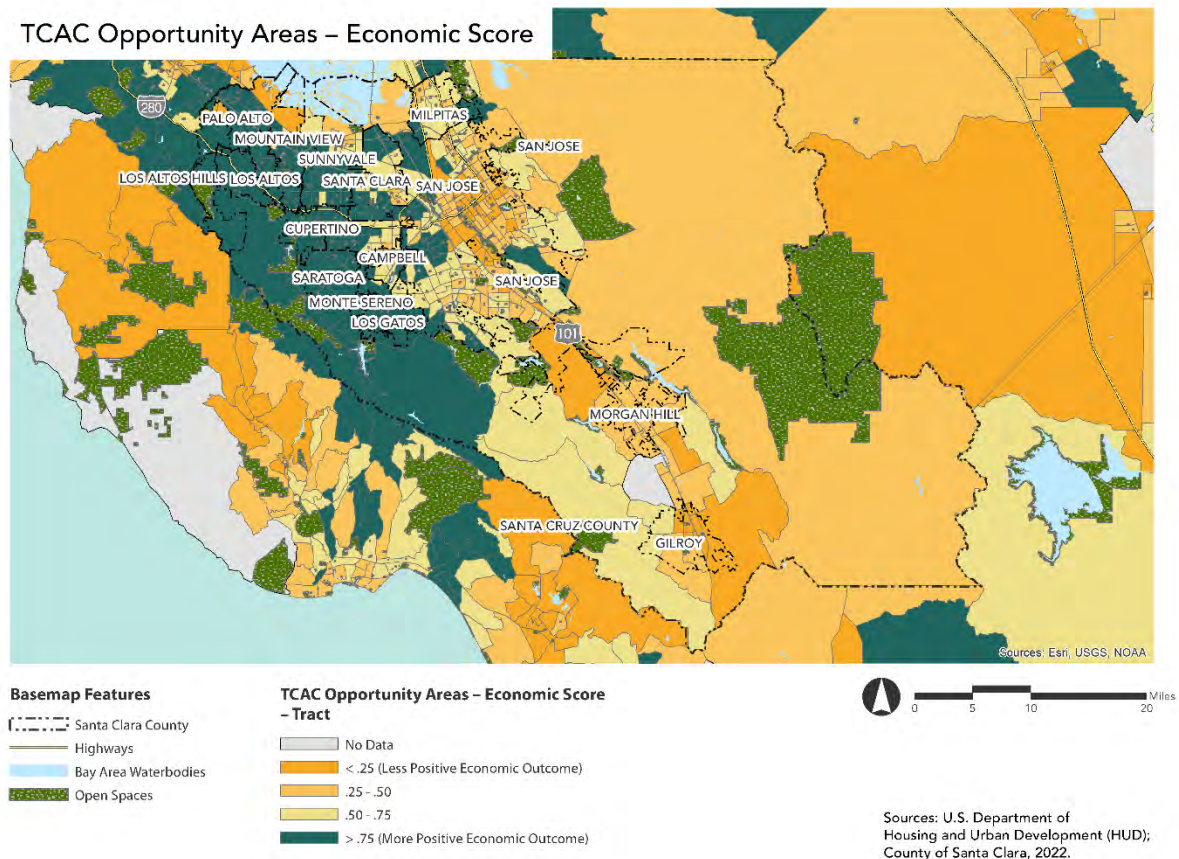 TCAC Opportunity Areas – Economic Score
280
PALO ALTO
MILPITAS
MOUNTAIN VIEW
SAN JOSE
SUNNYVALE
LOS ALTOS HILLS
LOS ALTOS
SANTA CLARA
SAN JOSE
CUPERTINO
CAMPBELL
SARATOGA
SAN JOSE
MONTE SERENO
LOS GATOS
101
MORGAN HILL
SANTA CRUZ COUNTY
GILROY
Sources: Esri, USGS, NOAA
Basemap Features
Santa Clara County
Highways
Bay Area Waterbodies
Open Spaces
TCAC Opportunity Areas – Economic Score
– Tract
No Data
< .25 (Less Positive Economic Outcome)
.25 - .50
.50 - .75
> .75 (More Positive Economic Outcome)
Miles
0 5 10 20
Sources: U.S. Department of
Housing and Urban Development (HUD);
County of Santa Clara, 2022.